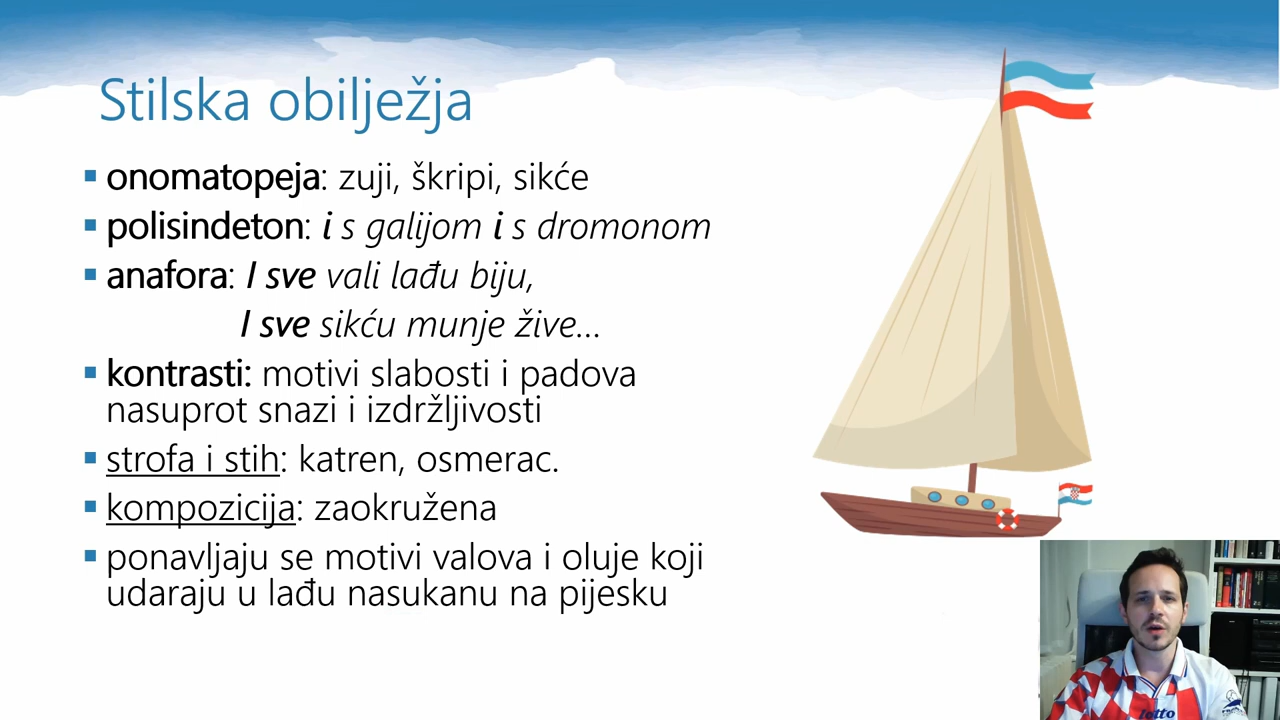 Stilska obilježja
onomatopeja: zuji, škripi, sikće
polisindeton: i s galijom i s dromonom
anafora: I sve vali lađu biju,
I sve sikću munje žive...
kontrasti: motivi slabosti i padova
nasuprot snazi i izdržljivosti
strofa i stih: katren, osmerac.
kompozicija: zaokružena
ponavljaju se motivi valova i oluje koji
udaraju u lađu nasukanu na pijesku
lotto